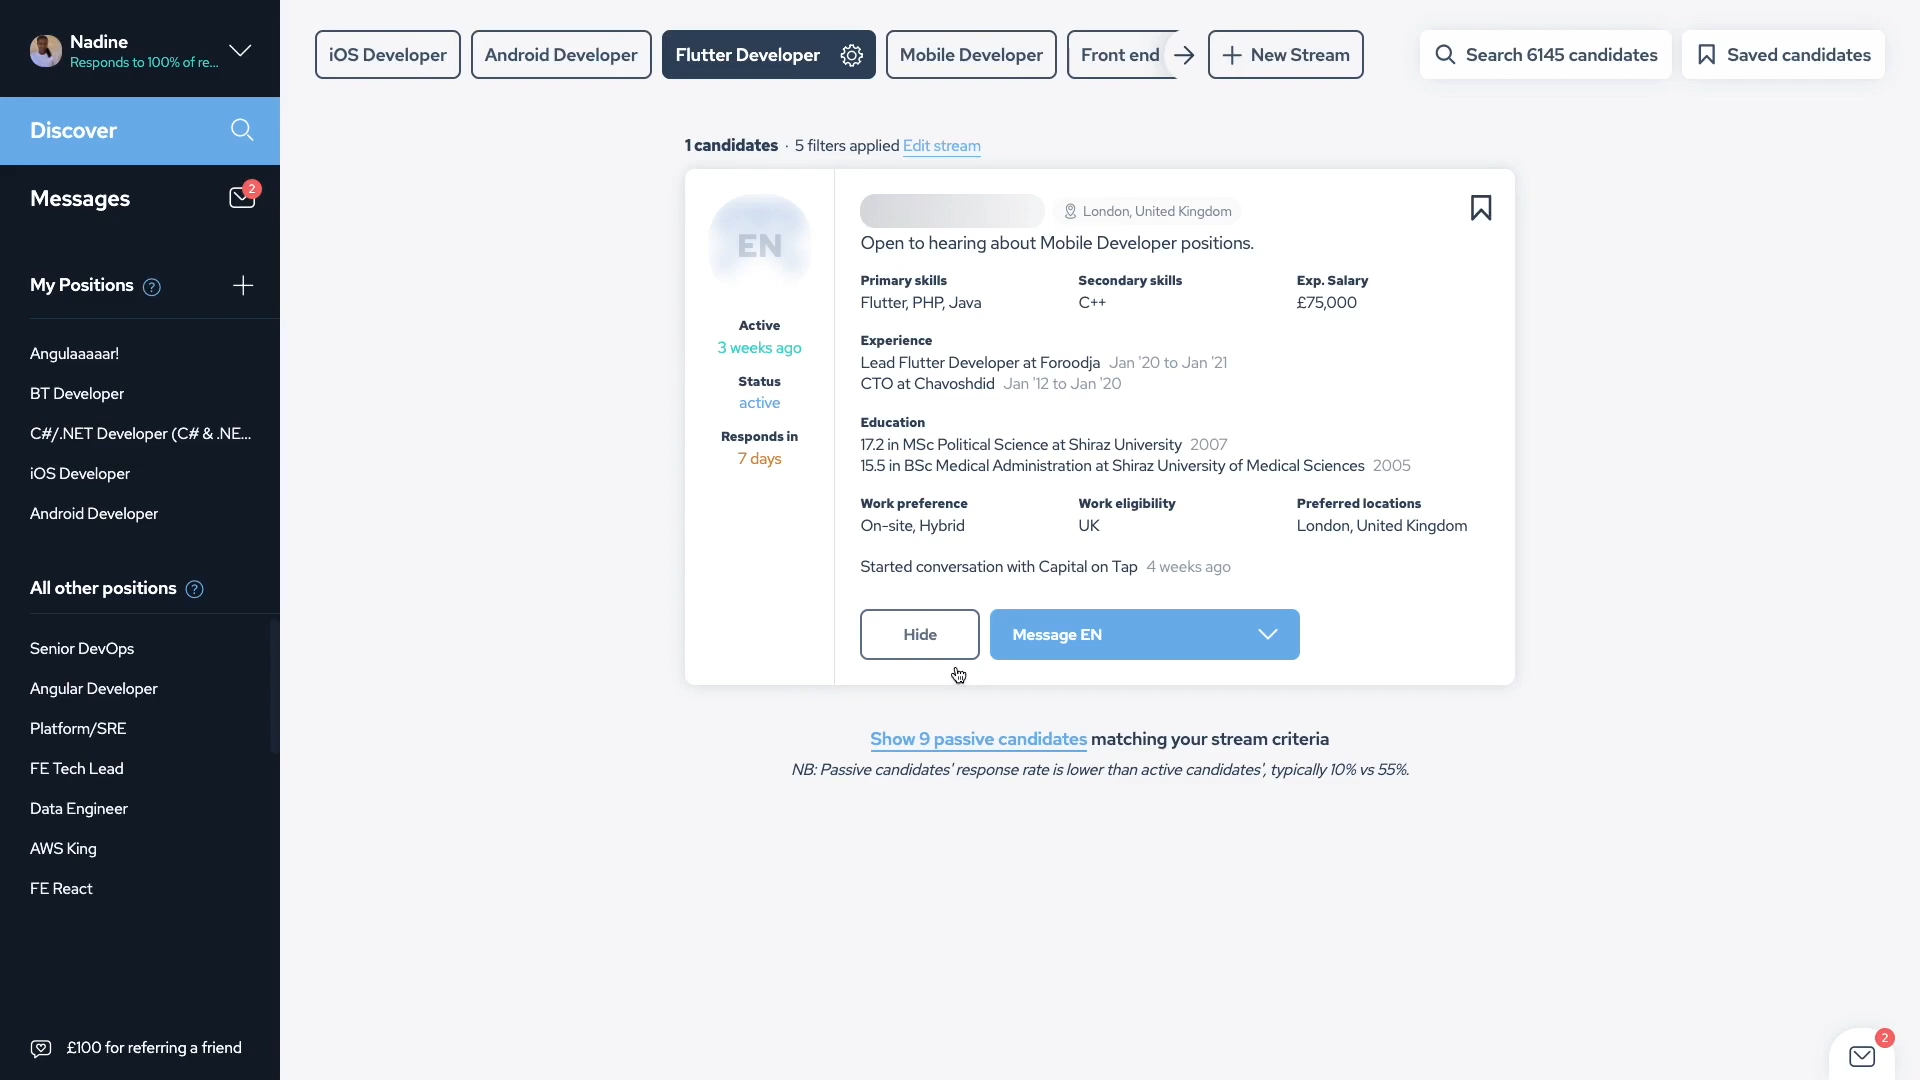 Nadine
Responds to 100% of re...
Discover
Messages
2
My Positions ?
Angulaaaaar!
BT Developer
C#/.NET Developer (C# & .NE...
iOS Developer
Android Developer
All other positions ?
Senior DevOps
Angular Developer
Platform/SRE
FE Tech Lead
Data Engineer
AWS King
FE React
£100 for referring a friend
iOS Developer
Android Developer
Flutter Developer
Mobile Developer
Front end
New Stream
Search 6145 candidates
Saved candidates
1 candidates · 5 filters applied Edit stream
EN
Active
3 weeks ago
Status
active
Responds in
7 days
London, United Kingdom
Open to hearing about Mobile Developer positions.
Primary skills
Flutter, PHP, Java
Secondary skills
C++
Exp. Salary
£75,000
Experience
Lead Flutter Developer at Foroodja Jan '20 to Jan '21
CTO at Chavoshdid Jan '12 to Jan '20
Education
17.2 in MSc Political Science at Shiraz University 2007
15.5 in BSc Medical Administration at Shiraz University of Medical Sciences 2005
Work preference
On-site, Hybrid
Work eligibility
UK
Preferred locations
London, United Kingdom
Started conversation with Capital on Tap 4 weeks ago
Hide
Message EN
Show 9 passive candidates matching your stream criteria
NB: Passive candidates' response rate is lower than active candidates', typically 10% vs 55%.
2